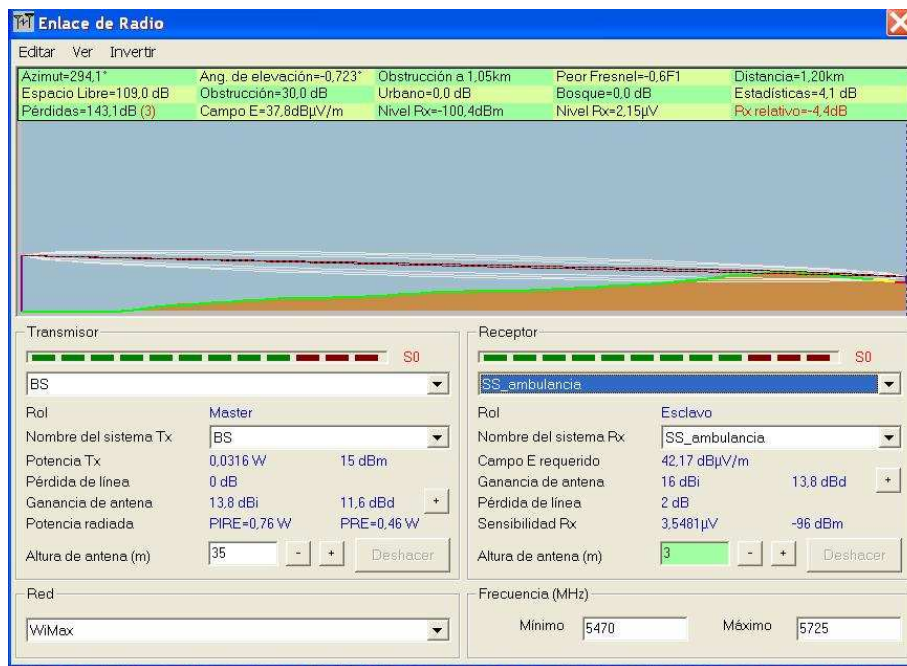 Enlace de Radio
Editar Ver Invertir
Azimut=294,1° Ang. de elevación=-0,723° Obstrucción a 1,05km Peor Fresnel=-0,6F1 Distancia=1,20km
Espacio Libre=109,0 dB Obstrucción=30,0 dB Urbano=0,0 dB Bosque=0,0 dB Estadísticas=4,1 dB
Pérdidas=143,1dB (3) Campo E=37,8dBµV/m Nivel Rx=-100,4dBm Nivel Rx=2,15µV Rx relativo=-4,4dB
Transmisor Receptor
S0 S0
BS SS_ambulancia
Rol Master Rol Esclavo
Nombre del sistema Tx BS Nombre del sistema Rx SS_ambulancia
Potencia Tx 0,0316 W 15 dBm Campo E requerido 42,17 dBµV/m
Pérdida de línea 0 dB Ganancia de antena 16 dBi 13,8 dBd +
Ganancia de antena 13,8 dBi 11,6 dBd + Pérdida de línea 2 dB
Potencia radiada PIRE=0,76 W PRE=0,46 W Sensibilidad Rx 3,5481µV -96 dBm
Altura de antena (m) 35 - + Deshacer Altura de antena (m) 3 - + Deshacer
Red Frecuencia (MHz)
WiMax Mínimo 5470 Máximo 5725